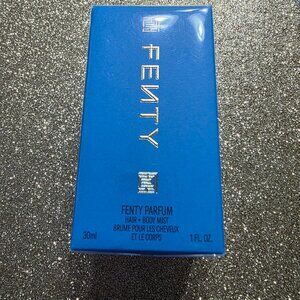 FENTY
FENTY PARFUM
HAIR + BODY MIST
BRUME POUR LES CHEVEUX
ET LE CORPS
30ml 1 FL. OZ.